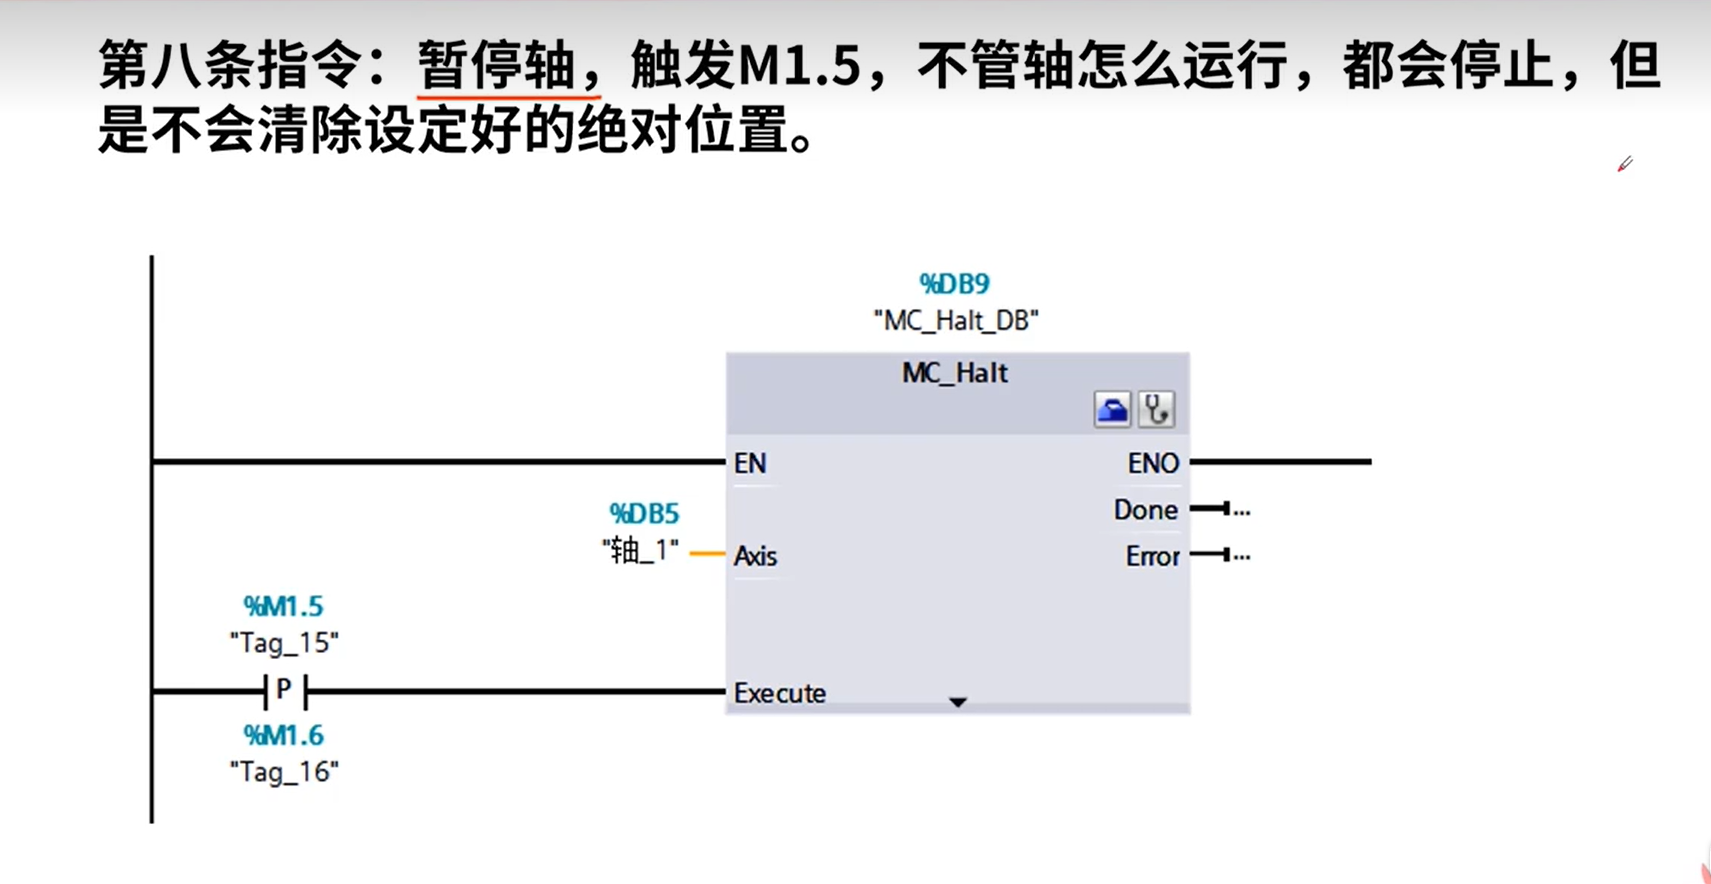 第八条指令：暂停轴，触发M1.5，不管轴怎么运行，都会停止，但
是不会清除设定好的绝对位置。
%DB9
"MC_Halt_DB"
MC_Halt
EN
ENO
%DB5
Done
"轴_1"
Axis
Error
%M1.5
"Tag_15"
P
Execute
%M1.6
"Tag_16"